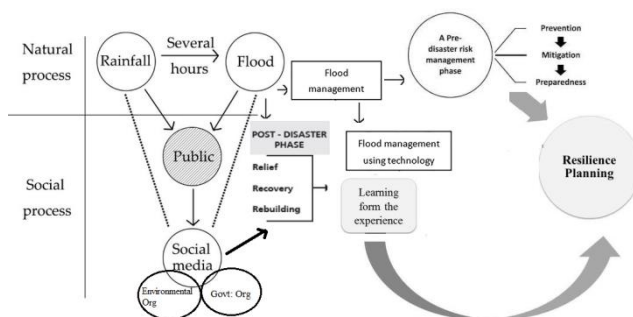 Natural
process
Rainfall
Several
hours
Flood
Flood
management
A Pre-
disaster risk
management
phase
Prevention
Mitigation
Preparedness
Social
process
Public
POST - DISASTER
PHASE
Relief
Recovery
Rebuilding
Flood management
using technology
Learning
form the
experience
Resilience
Planning
Social
media
Environmental
Org
Govt: Org